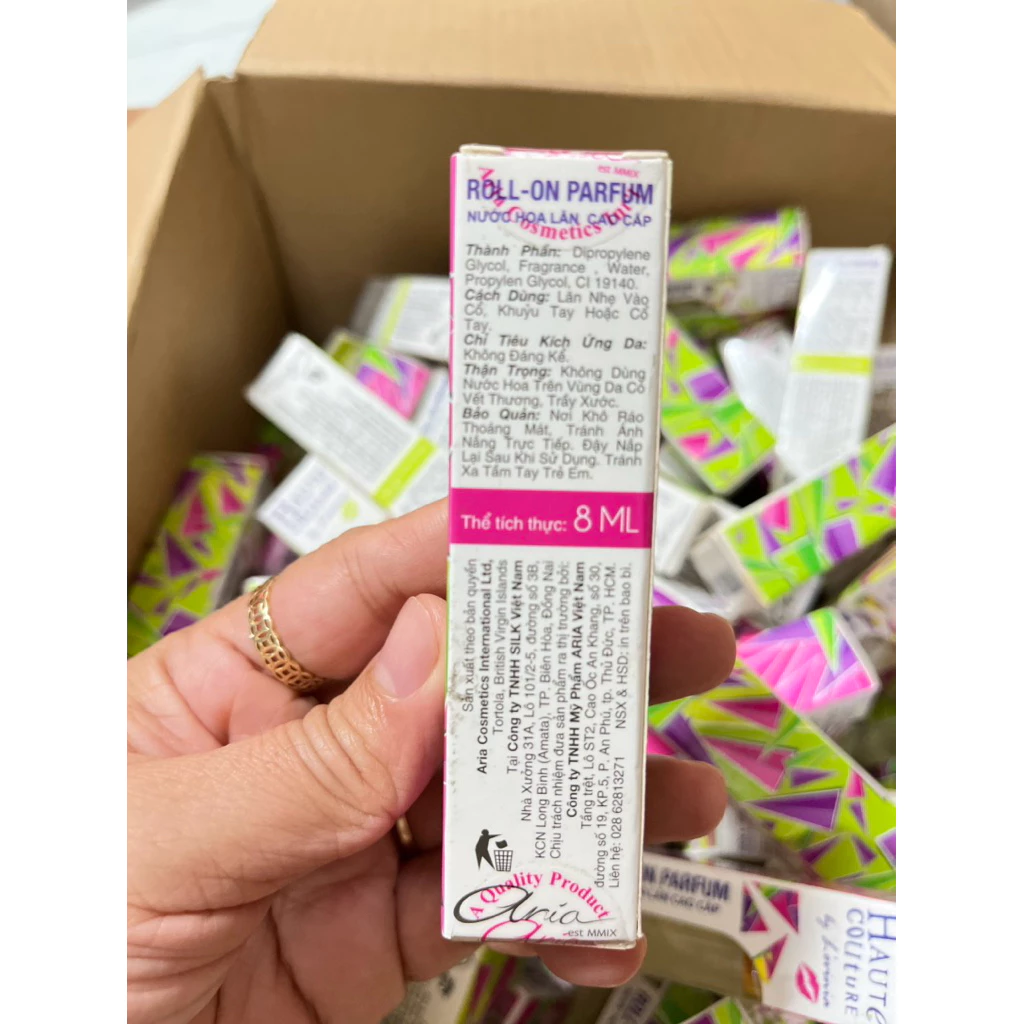 est MMIX
ROLL-ON PARFUM
NƯỚC HOA LĂN CAO CẤP
Aria Cosmetics
Thành Phần: Dipropylene
Glycol, Fragrance , Water,
Propylen Glycol, CI 19140.
Cách Dùng: Lăn Nhẹ Vào
Cổ, Khuỷu Tay Hoặc Cổ
Tay.
Chỉ Tiêu Kích Ứng Da:
Không Đáng Kể.
Thận Trọng: Không Dùng
Nước Hoa Trên Vùng Da Có
Vết Thương, Trầy Xước.
Bảo Quản: Nơi Khô Ráo
Thoáng Mát, Tránh Ánh
Nắng Trực Tiếp. Đậy Nắp
Lại Sau Khi Sử Dụng. Tránh
Xa Tầm Tay Trẻ Em.
Thể tích thực: 8 ML
Sản xuất theo bản quyền
Aria Cosmetics International Ltd,
Tortola, British Virgin Islands
Tại Công ty TNHH SILK Việt Nam
Nhà Xưởng 31A, Lô 101/2-5, đường số 3B,
KCN Long Bình (Amata), TP. Biên Hòa, Đồng Nai
Chịu trách nhiệm đưa sản phẩm ra thị trường bởi:
Công ty TNHH Mỹ Phẩm ARIA Việt Nam
Tầng trệt, Lô ST2, Cao Ốc An Khang, số 30,
đường số 19, KP.5, P. An Phú, tp. Thủ Đức, TP. HCM.
Liên hệ: 028 62813271 NSX & HSD: in trên bao bì.
A Quality Product
aria
est MMIX
N PARFUM
LĂN CAO CẤP
HAUTE
COUtuRE